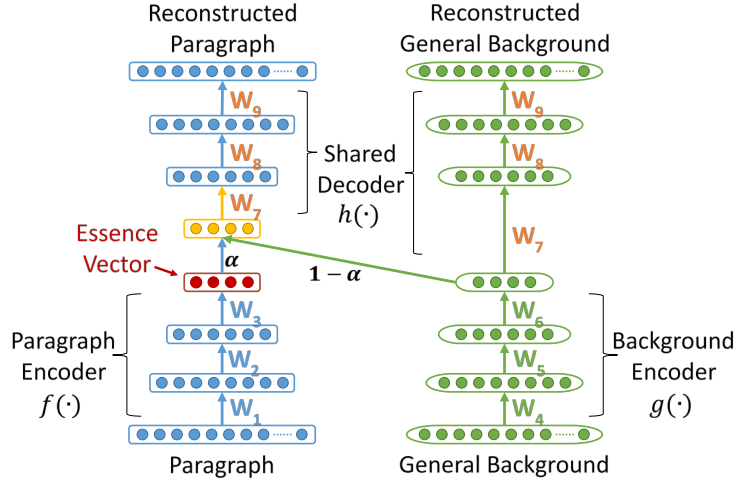 Reconstructed
Paragraph
Reconstructed
General Background
W9
W9
W8
W8
Shared
Decoder
h(·)
W7
W7
Essence
Vector
α
1 − α
W3
W6
Paragraph
Encoder
f(·)
W2
W5
Background
Encoder
g(·)
W1
W4
Paragraph
General Background